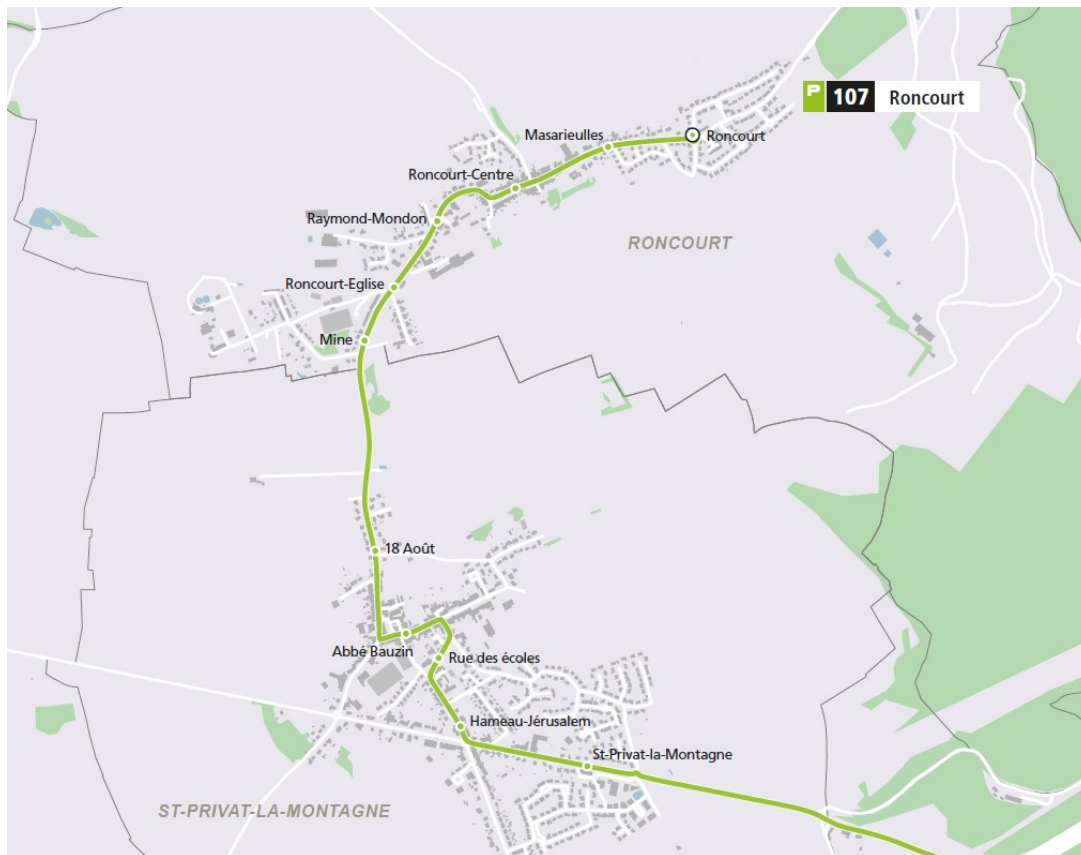 P 107 Roncourt
Masarieulles
Roncourt
Roncourt-Centre
Raymond-Mondon
RONCOURT
Roncourt-Eglise
Mine
18 Août
Abbé Bauzin
Rue des écoles
Hameau-Jérusalem
St-Privat-la-Montagne
ST-PRIVAT-LA-MONTAGNE